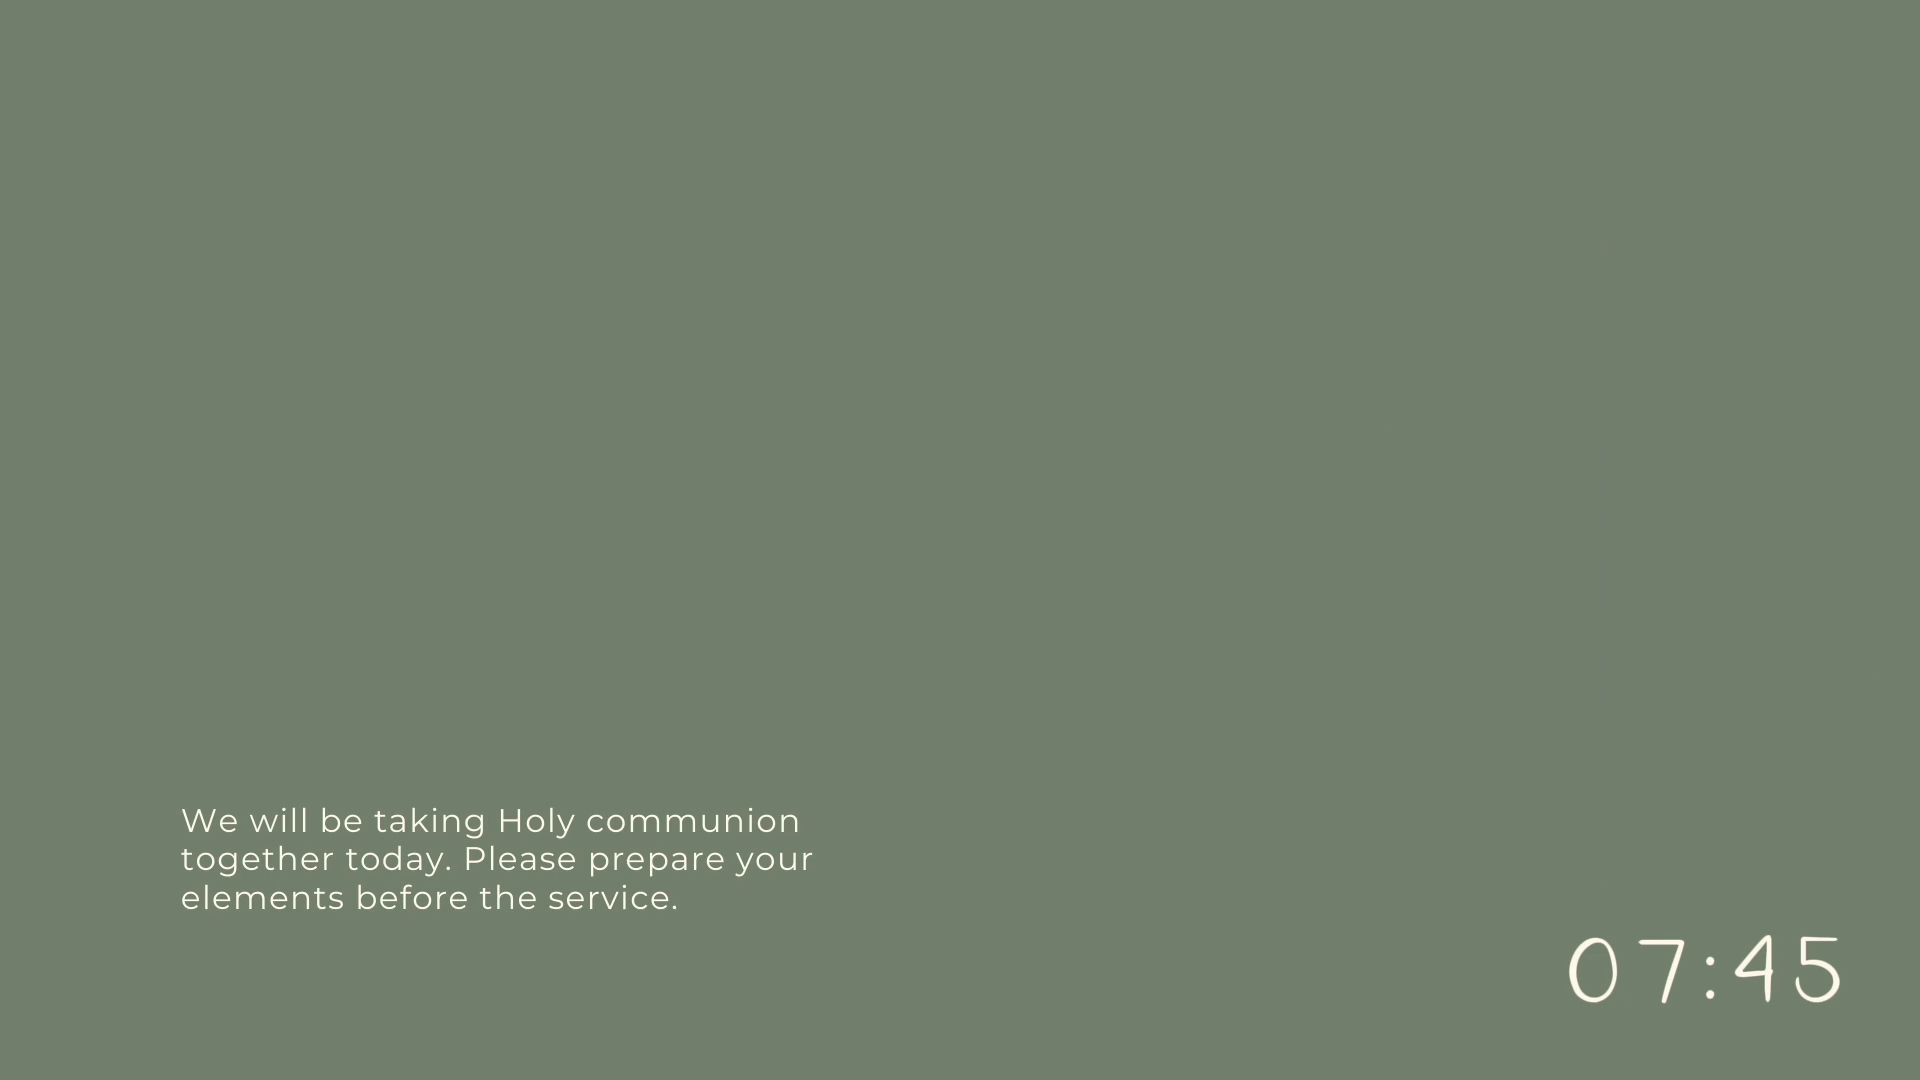 We will be taking Holy communion
together today. Please prepare your
elements before the service.
07:45